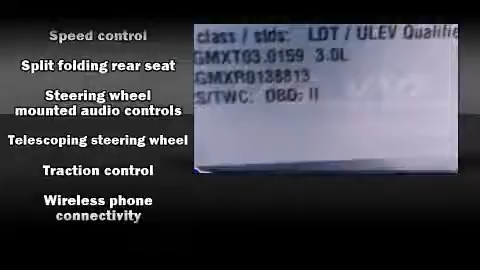 Speed control
Split folding rear seat
Steering wheel
mounted audio controls
Telescoping steering wheel
Traction control
Wireless phone
connectivity
class / stds: LDT / ULEV Qualifie
GMXT03.0159 3.0L
GMXR0138813
S/TWC: OBD: II